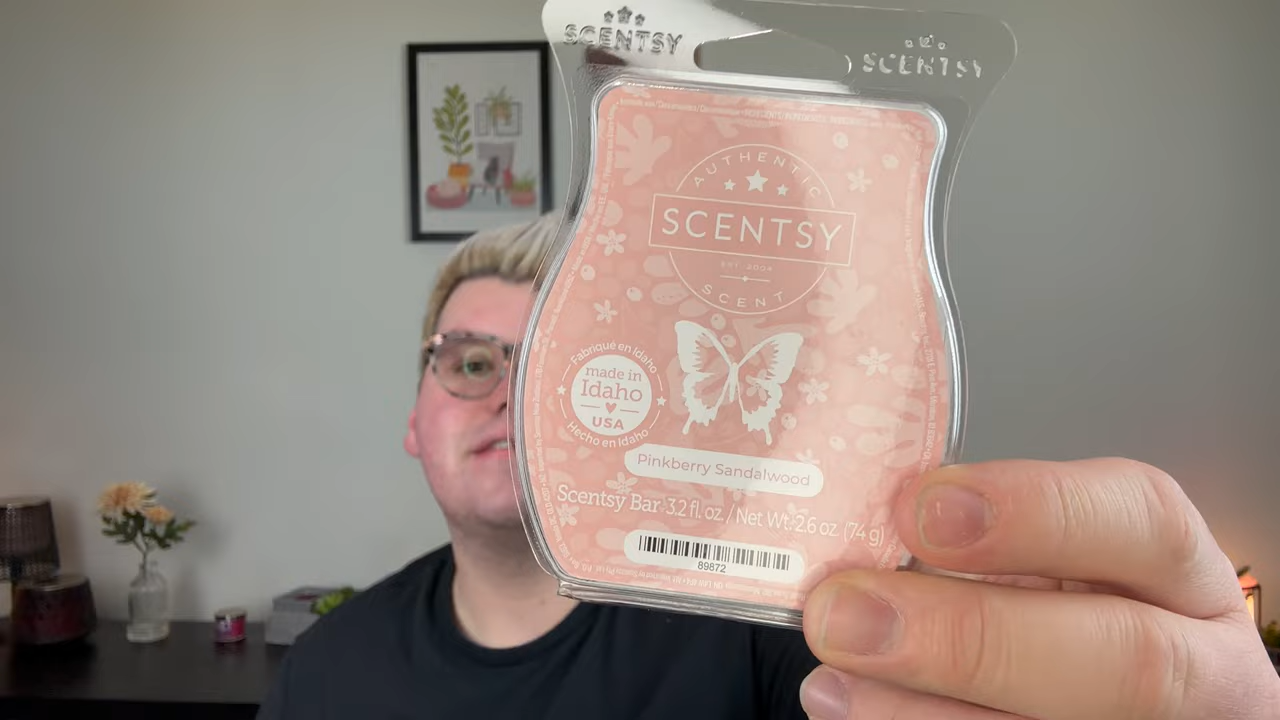 SCENTSY
SCENTSY
AUTHENTIC
SCENTSY
EST. 2004
SCENT
Fabriqué en Idaho
made in
Idaho
USA
Hecho en Idaho
Pinkberry Sandalwood
Scentsy Bar 3.2 fl. oz. / Net Wt. 2.6 oz. (74 g)
89872